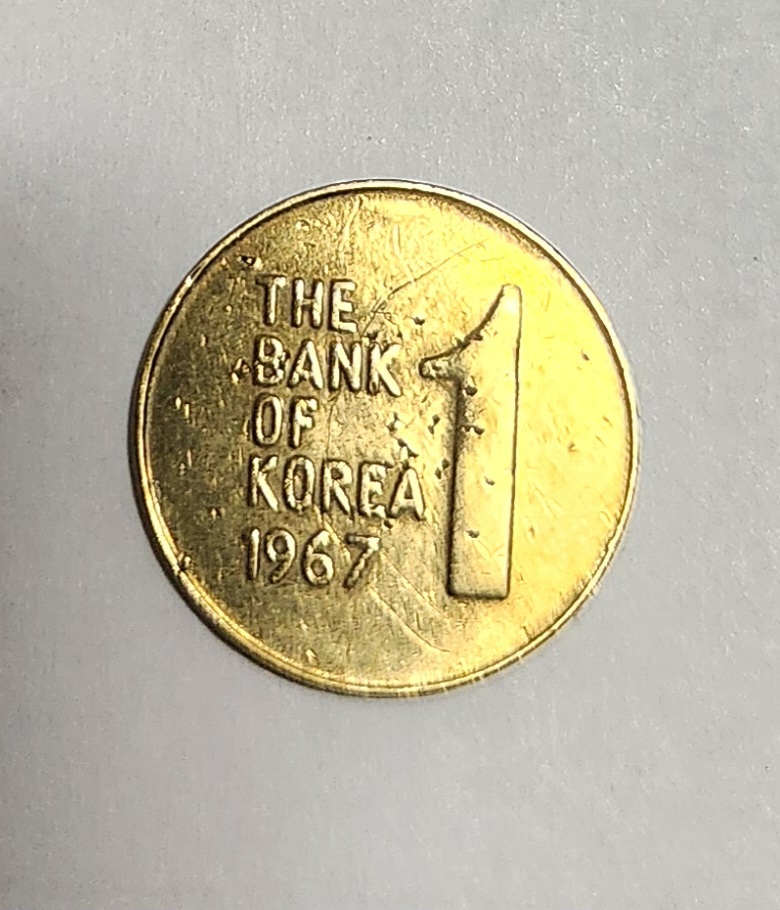 THE
BANK
OF
KOREA
1967
1